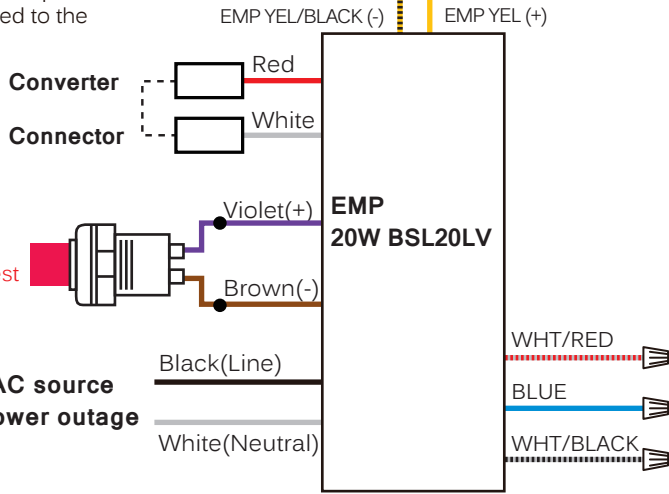 ed to the
EMP YEL/BLACK (-)
EMP YEL (+)
Converter
Red
Connector
White
Violet(+)
EMP
20W BSL20LV
est
Brown(-)
WHT/RED
Black(Line)
AC source
BLUE
ower outage
White(Neutral)
WHT/BLACK